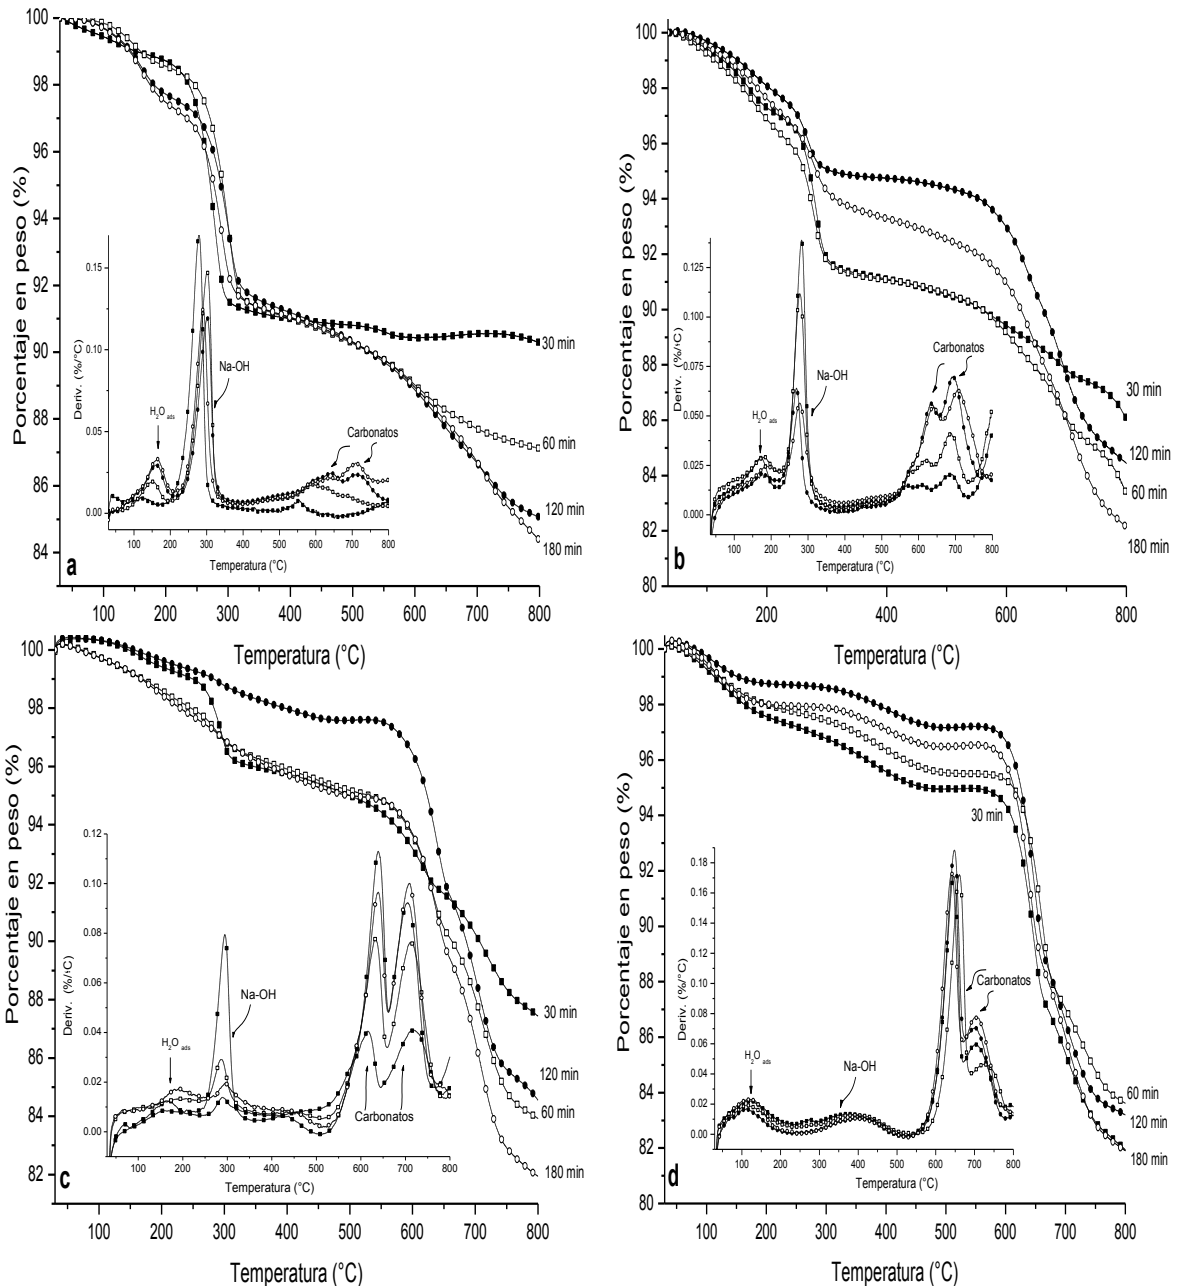 100
98
96
94
92
90
88
86
84
Porcentaje en peso (%)
100
200
300
400
500
600
700
800
Temperatura (°C)
a
30 min
60 min
120 min
180 min
0.15
0.10
0.05
0.00
Deriv. (%/°C)
H2O ads
Na-OH
Carbonatos
100 200 300 400 500 600 700 800
Temperatura (°C)
100
98
96
94
92
90
88
86
84
82
80
Porcentaje en peso (%)
200
400
600
800
Temperatura (°C)
b
30 min
120 min
60 min
180 min
0.125
0.100
0.075
0.050
0.025
0.000
Deriv. (%/°C)
H2O ads
Na-OH
Carbonatos
100 200 300 400 500 600 700 800
Temperatura (°C)
100
98
96
94
92
90
88
86
84
82
Porcentaje en peso (%)
100
200
300
400
500
600
700
800
Temperatura (°C)
c
30 min
120 min
60 min
180 min
0.12
0.10
0.08
0.06
0.04
0.02
0.00
Deriv. (%/°C)
H2O ads
Na-OH
Carbonatos
100 200 300 400 500 600 700 800
Temperatura (°C)
100
98
96
94
92
90
88
86
84
82
80
Porcentaje en peso (%)
100
200
300
400
500
600
700
800
Temperatura (°C)
d
30 min
60 min
120 min
180 min
0.18
0.16
0.14
0.12
0.10
0.08
0.06
0.04
0.02
0.00
Deriv. (%/°C)
H2O ads
Na-OH
Carbonatos
100 200 300 400 500 600 700 800
Temperatura (°C)